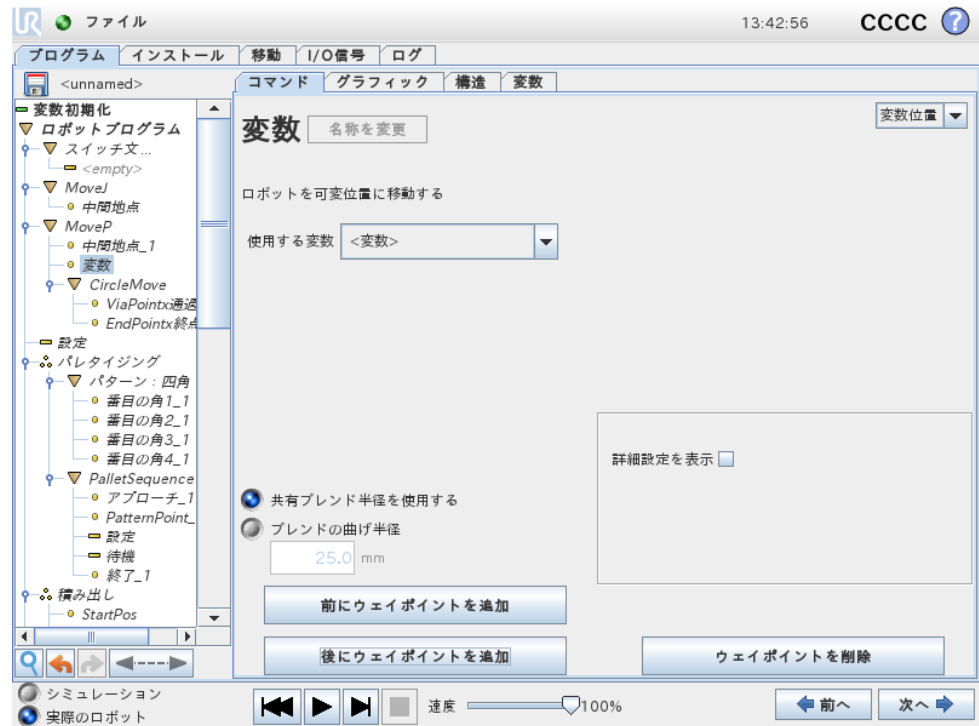 UR ファイル 13:42:56 CCCC ?
プログラム インストール 移動 I/O信号 ログ
<unnamed>
コマンド グラフィック 構造 変数
変数初期化
ロボットプログラム
スイッチ文...
<empty>
MoveJ
中間地点
MoveP
中間地点_1
変数
CircleMove
ViaPointx通過
EndPointx終点
設定
パレタイジング
パターン : 四角
番目の角1_1
番目の角2_1
番目の角3_1
番目の角4_1
PalletSequence
アプローチ_1
PatternPoint_
設定
待機
終了_1
積み出し
StartPos
変数 名称を変更
変数位置
ロボットを可変位置に移動する
使用する変数 <変数>
詳細設定を表示
共有ブレンド半径を使用する
ブレンドの曲げ半径
25.0 mm
前にウェイポイントを追加
後にウェイポイントを追加
ウェイポイントを削除
シミュレーション
実際のロボット
速度 100%
前へ
次へ